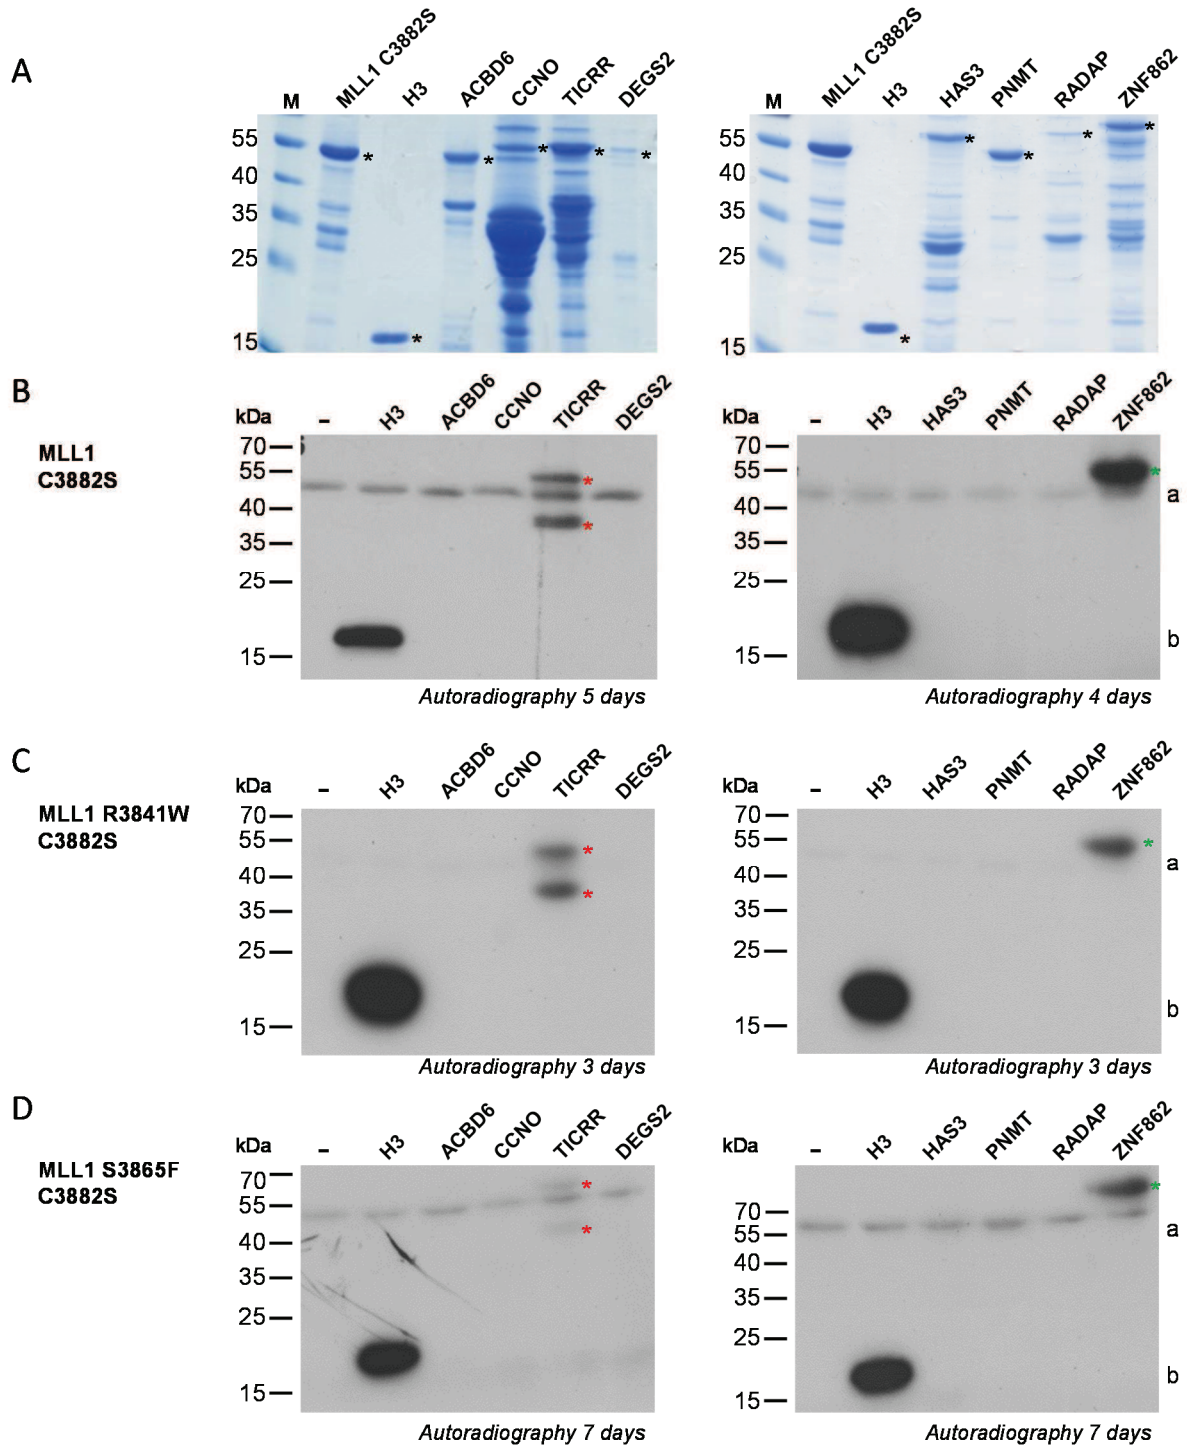 A
M
MLL1 C3882S
H3
ACBD6
CCNO
TICRR
DEGS2
55
40
35
25
15
*
*
*
*
*
*
M
MLL1 C3882S
H3
HAS3
PNMT
RADAP
ZNF862
55
40
35
25
15
*
*
*
*
*
B
MLL1
C3882S
kDa
–
H3
ACBD6
CCNO
TICRR
DEGS2
70
55
40
35
25
15
*
*
Autoradiography 5 days
kDa
–
H3
HAS3
PNMT
RADAP
ZNF862
70
55
40
35
25
15
*
a
b
Autoradiography 4 days
C
MLL1 R3841W
C3882S
kDa
–
H3
ACBD6
CCNO
TICRR
DEGS2
70
55
40
35
25
15
*
*
Autoradiography 3 days
kDa
–
H3
HAS3
PNMT
RADAP
ZNF862
70
55
40
35
25
15
*
a
b
Autoradiography 3 days
D
MLL1 S3865F
C3882S
kDa
–
H3
ACBD6
CCNO
TICRR
DEGS2
70
55
40
35
25
15
*
*
Autoradiography 7 days
kDa
–
H3
HAS3
PNMT
RADAP
ZNF862
70
55
40
35
25
15
*
a
b
Autoradiography 7 days